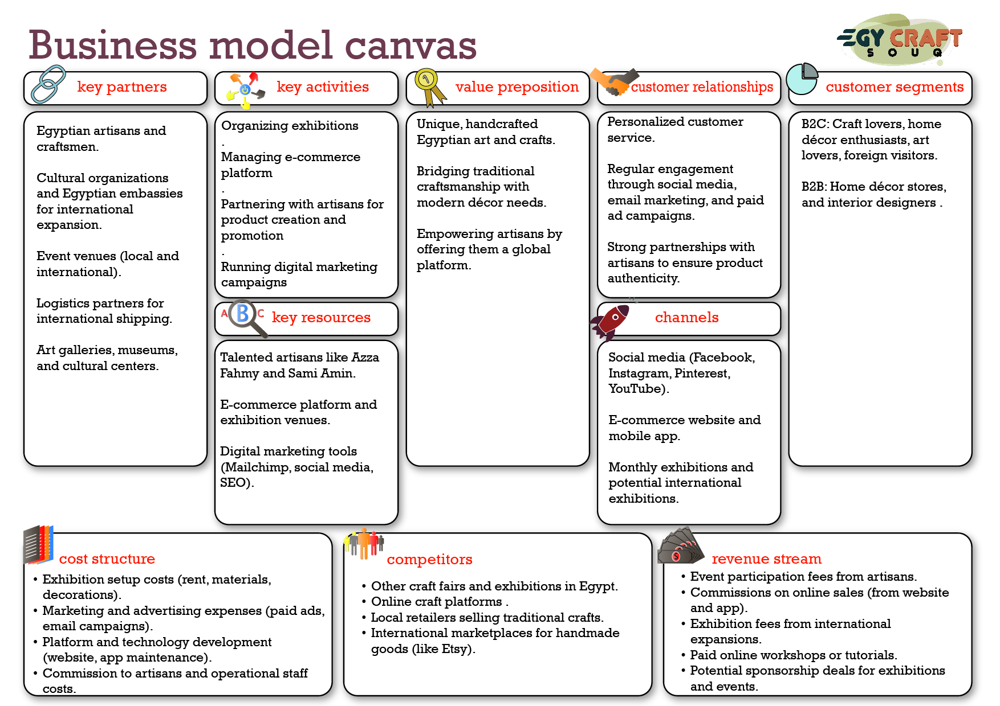 Business model canvas
EGY CRAFT
SOUQ
key partners
Egyptian artisans and
craftsmen.
Cultural organizations
and Egyptian embassies
for international
expansion.
Event venues (local and
international).
Logistics partners for
international shipping.
Art galleries, museums,
and cultural centers.
key activities
Organizing exhibitions
.
Managing e-commerce
platform
.
Partnering with artisans for
product creation and
promotion
.
Running digital marketing
campaigns
A B C
key resources
Talented artisans like Azza
Fahmy and Sami Amin.
E-commerce platform and
exhibition venues.
Digital marketing tools
(Mailchimp, social media,
SEO).
1
value preposition
Unique, handcrafted
Egyptian art and crafts.
Bridging traditional
craftsmanship with
modern décor needs.
Empowering artisans by
offering them a global
platform.
customer relationships
Personalized customer
service.
Regular engagement
through social media,
email marketing, and paid
ad campaigns.
Strong partnerships with
artisans to ensure product
authenticity.
channels
Social media (Facebook,
Instagram, Pinterest,
YouTube).
E-commerce website and
mobile app.
Monthly exhibitions and
potential international
exhibitions.
customer segments
B2C: Craft lovers, home
décor enthusiasts, art
lovers, foreign visitors.
B2B: Home décor stores,
and interior designers .
cost structure
• Exhibition setup costs (rent, materials,
decorations).
• Marketing and advertising expenses (paid ads,
email campaigns).
• Platform and technology development
(website, app maintenance).
• Commission to artisans and operational staff
costs.
competitors
• Other craft fairs and exhibitions in Egypt.
• Online craft platforms .
• Local retailers selling traditional crafts.
• International marketplaces for handmade
goods (like Etsy).
$
revenue stream
• Event participation fees from artisans.
• Commissions on online sales (from website
and app).
• Exhibition fees from international
expansions.
• Paid online workshops or tutorials.
• Potential sponsorship deals for exhibitions
and events.